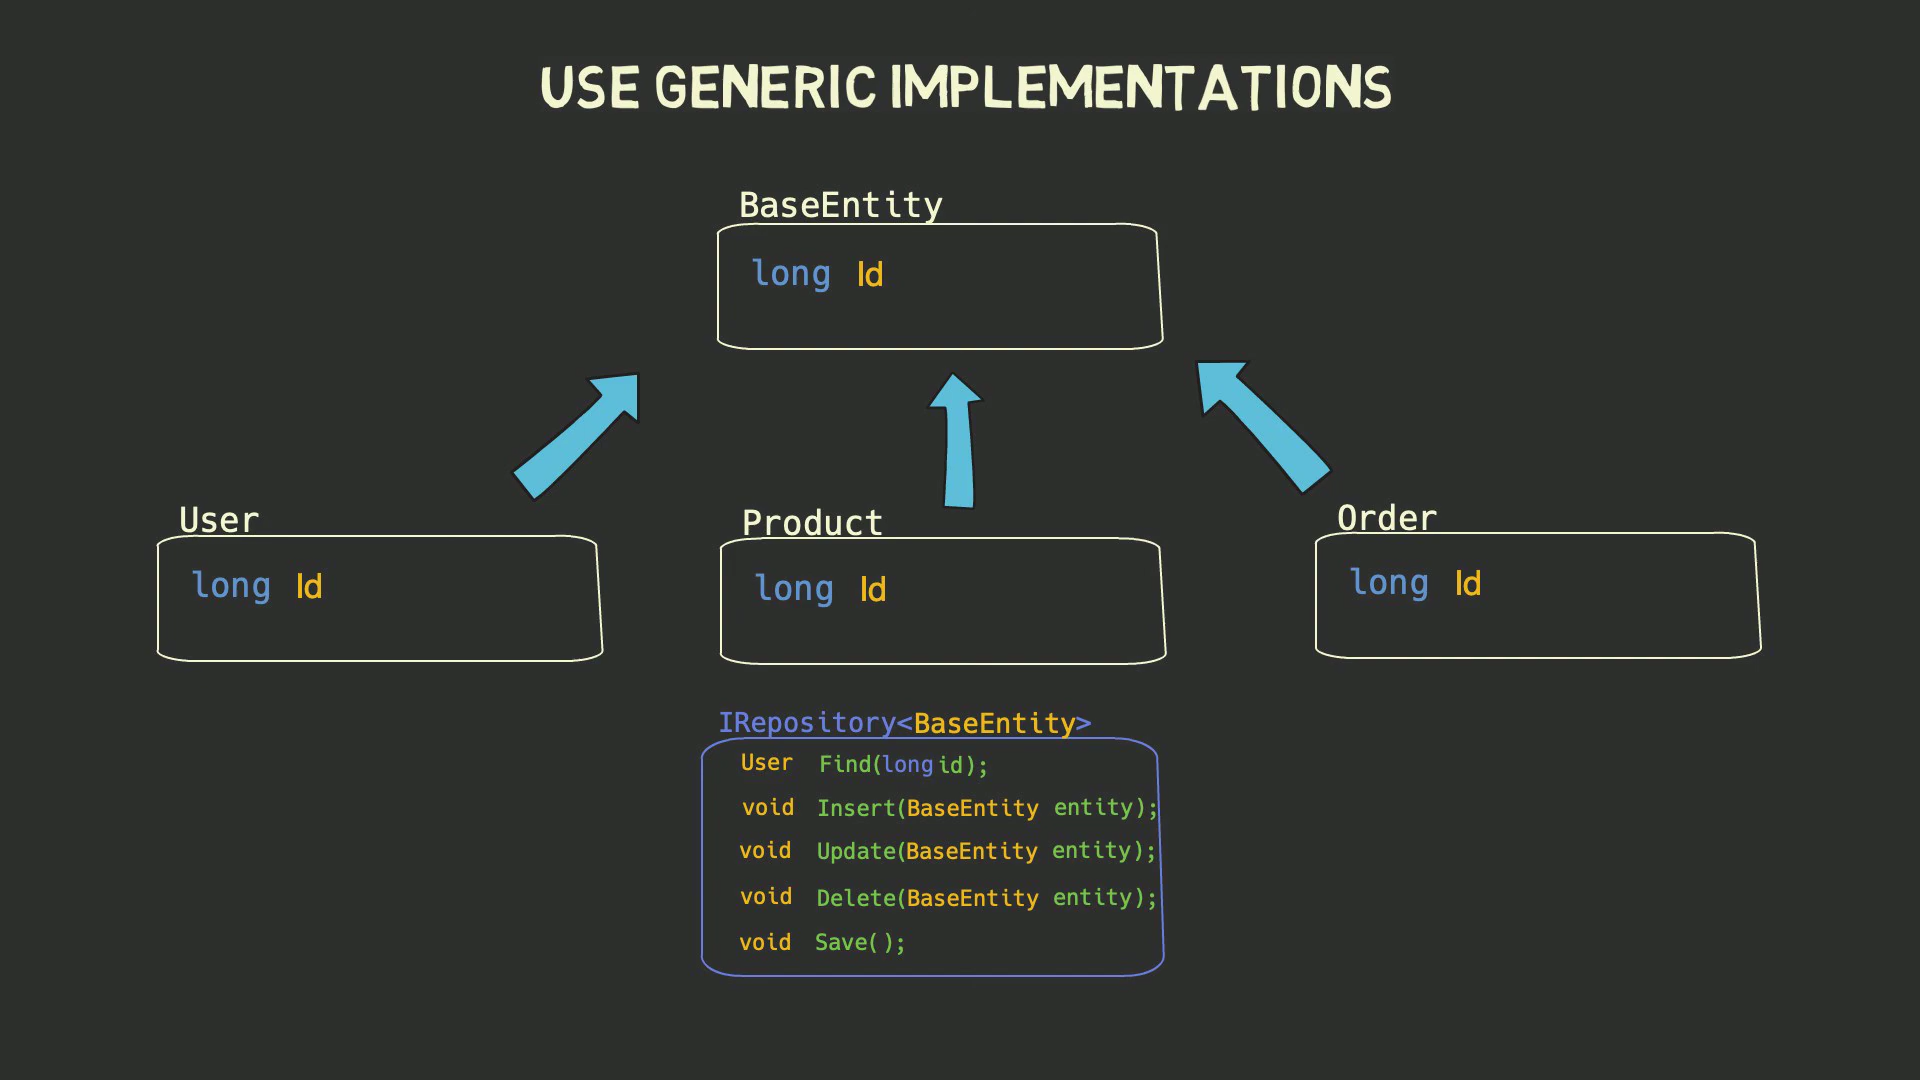 USE GENERIC IMPLEMENTATIONS
BaseEntity
long Id
User
long Id
Product
long Id
Order
long Id
IRepository<BaseEntity>
User Find(long id);
void Insert(BaseEntity entity);
void Update(BaseEntity entity);
void Delete(BaseEntity entity);
void Save();